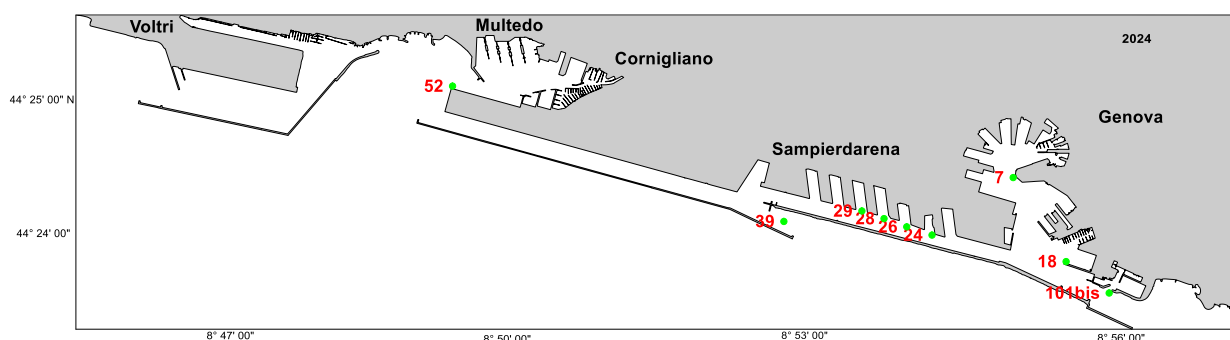 Voltri
Multedo
2024
Cornigliano
52
44° 25' 00" N
Genova
Sampierdarena
7
29
28
39
26
24
44° 24' 00"
18
101bis
8° 47' 00"
8° 50' 00"
8° 53' 00"
8° 56' 00"